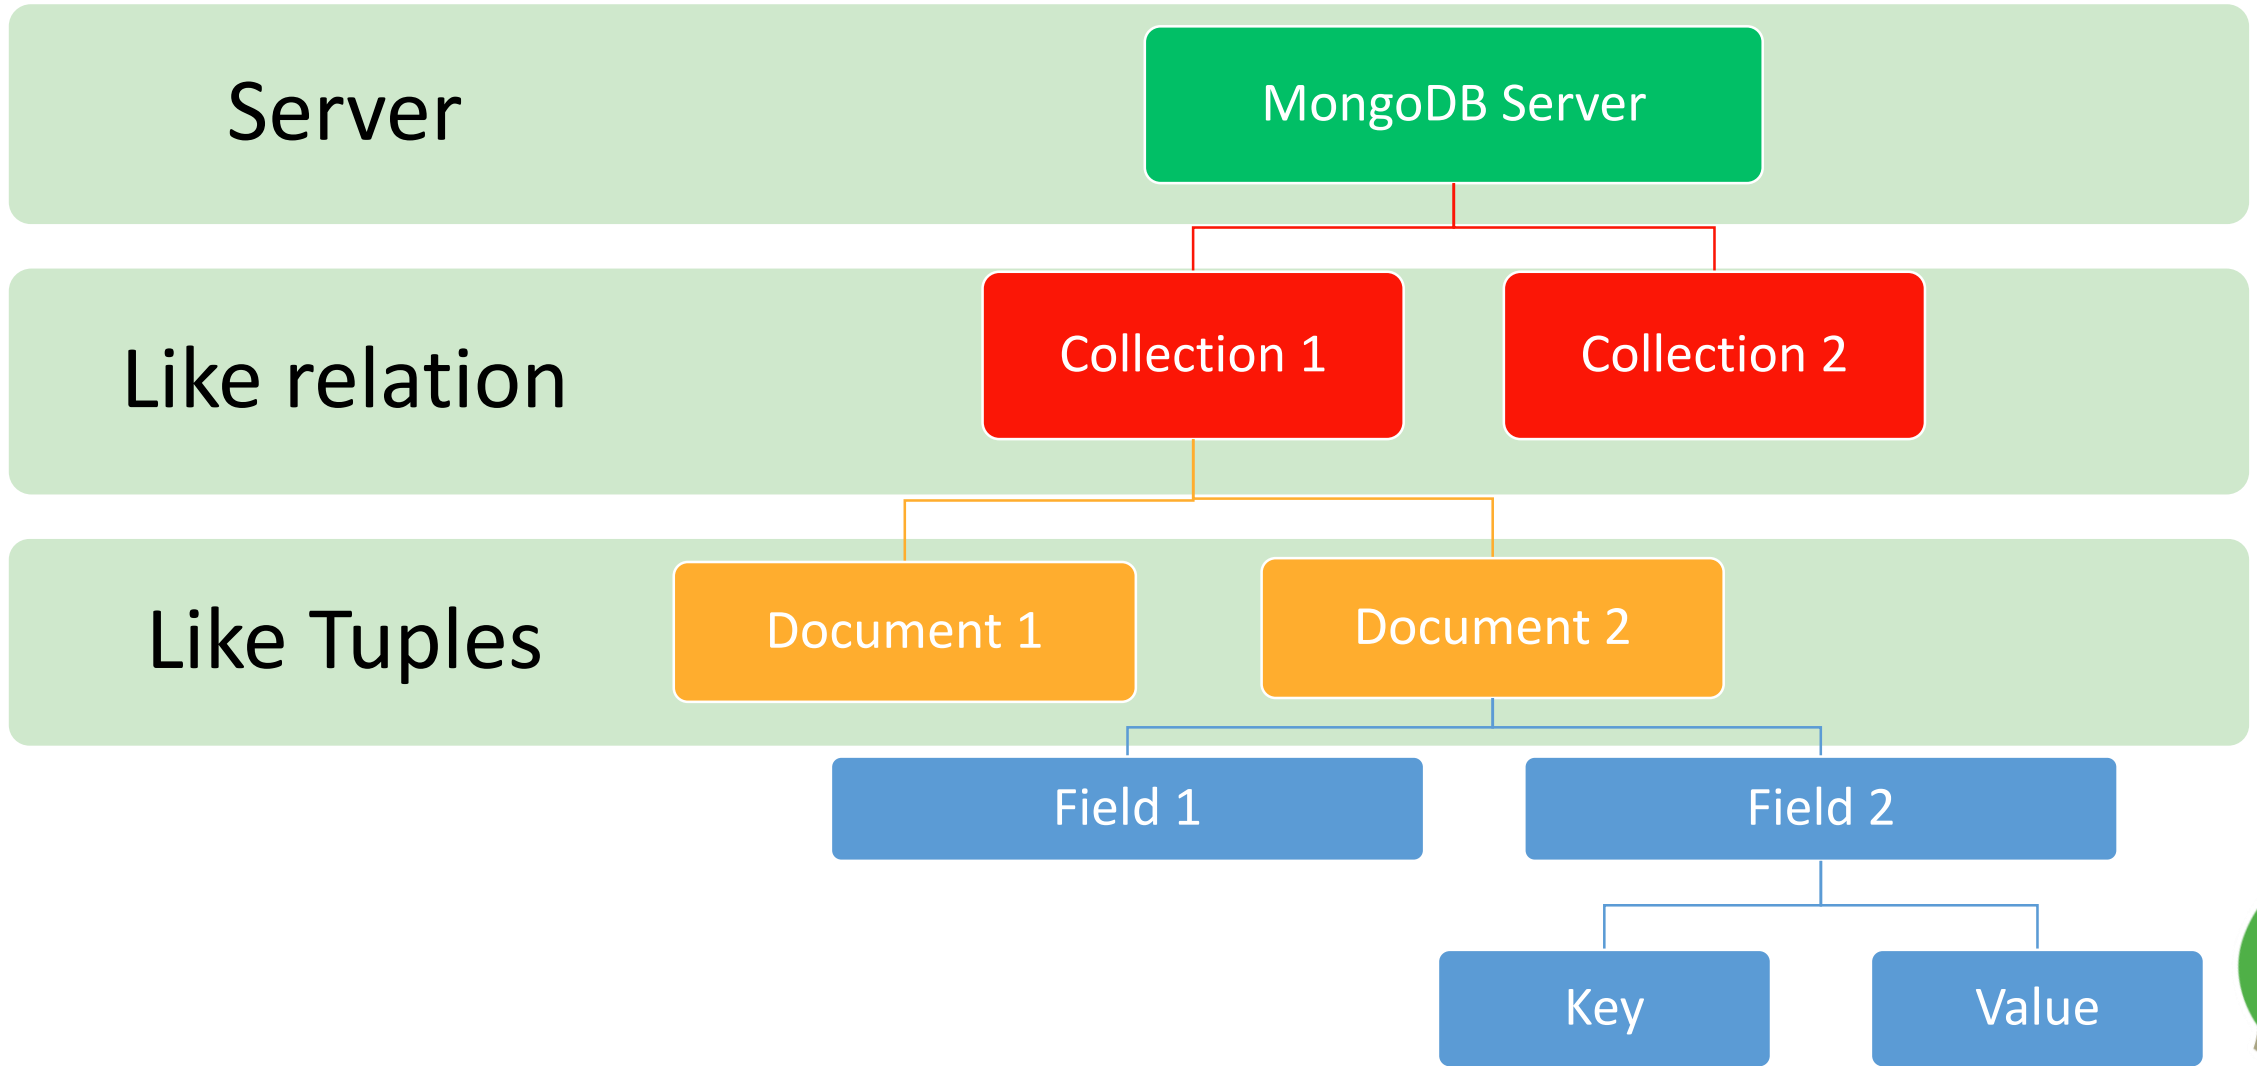 Server
MongoDB Server
Like relation
Collection 1
Collection 2
Like Tuples
Document 1
Document 2
Field 1
Field 2
Key
Value